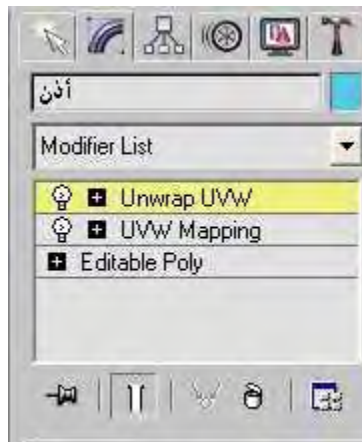 أذن
Modifier List
Unwrap UVW
UVW Mapping
Editable Poly